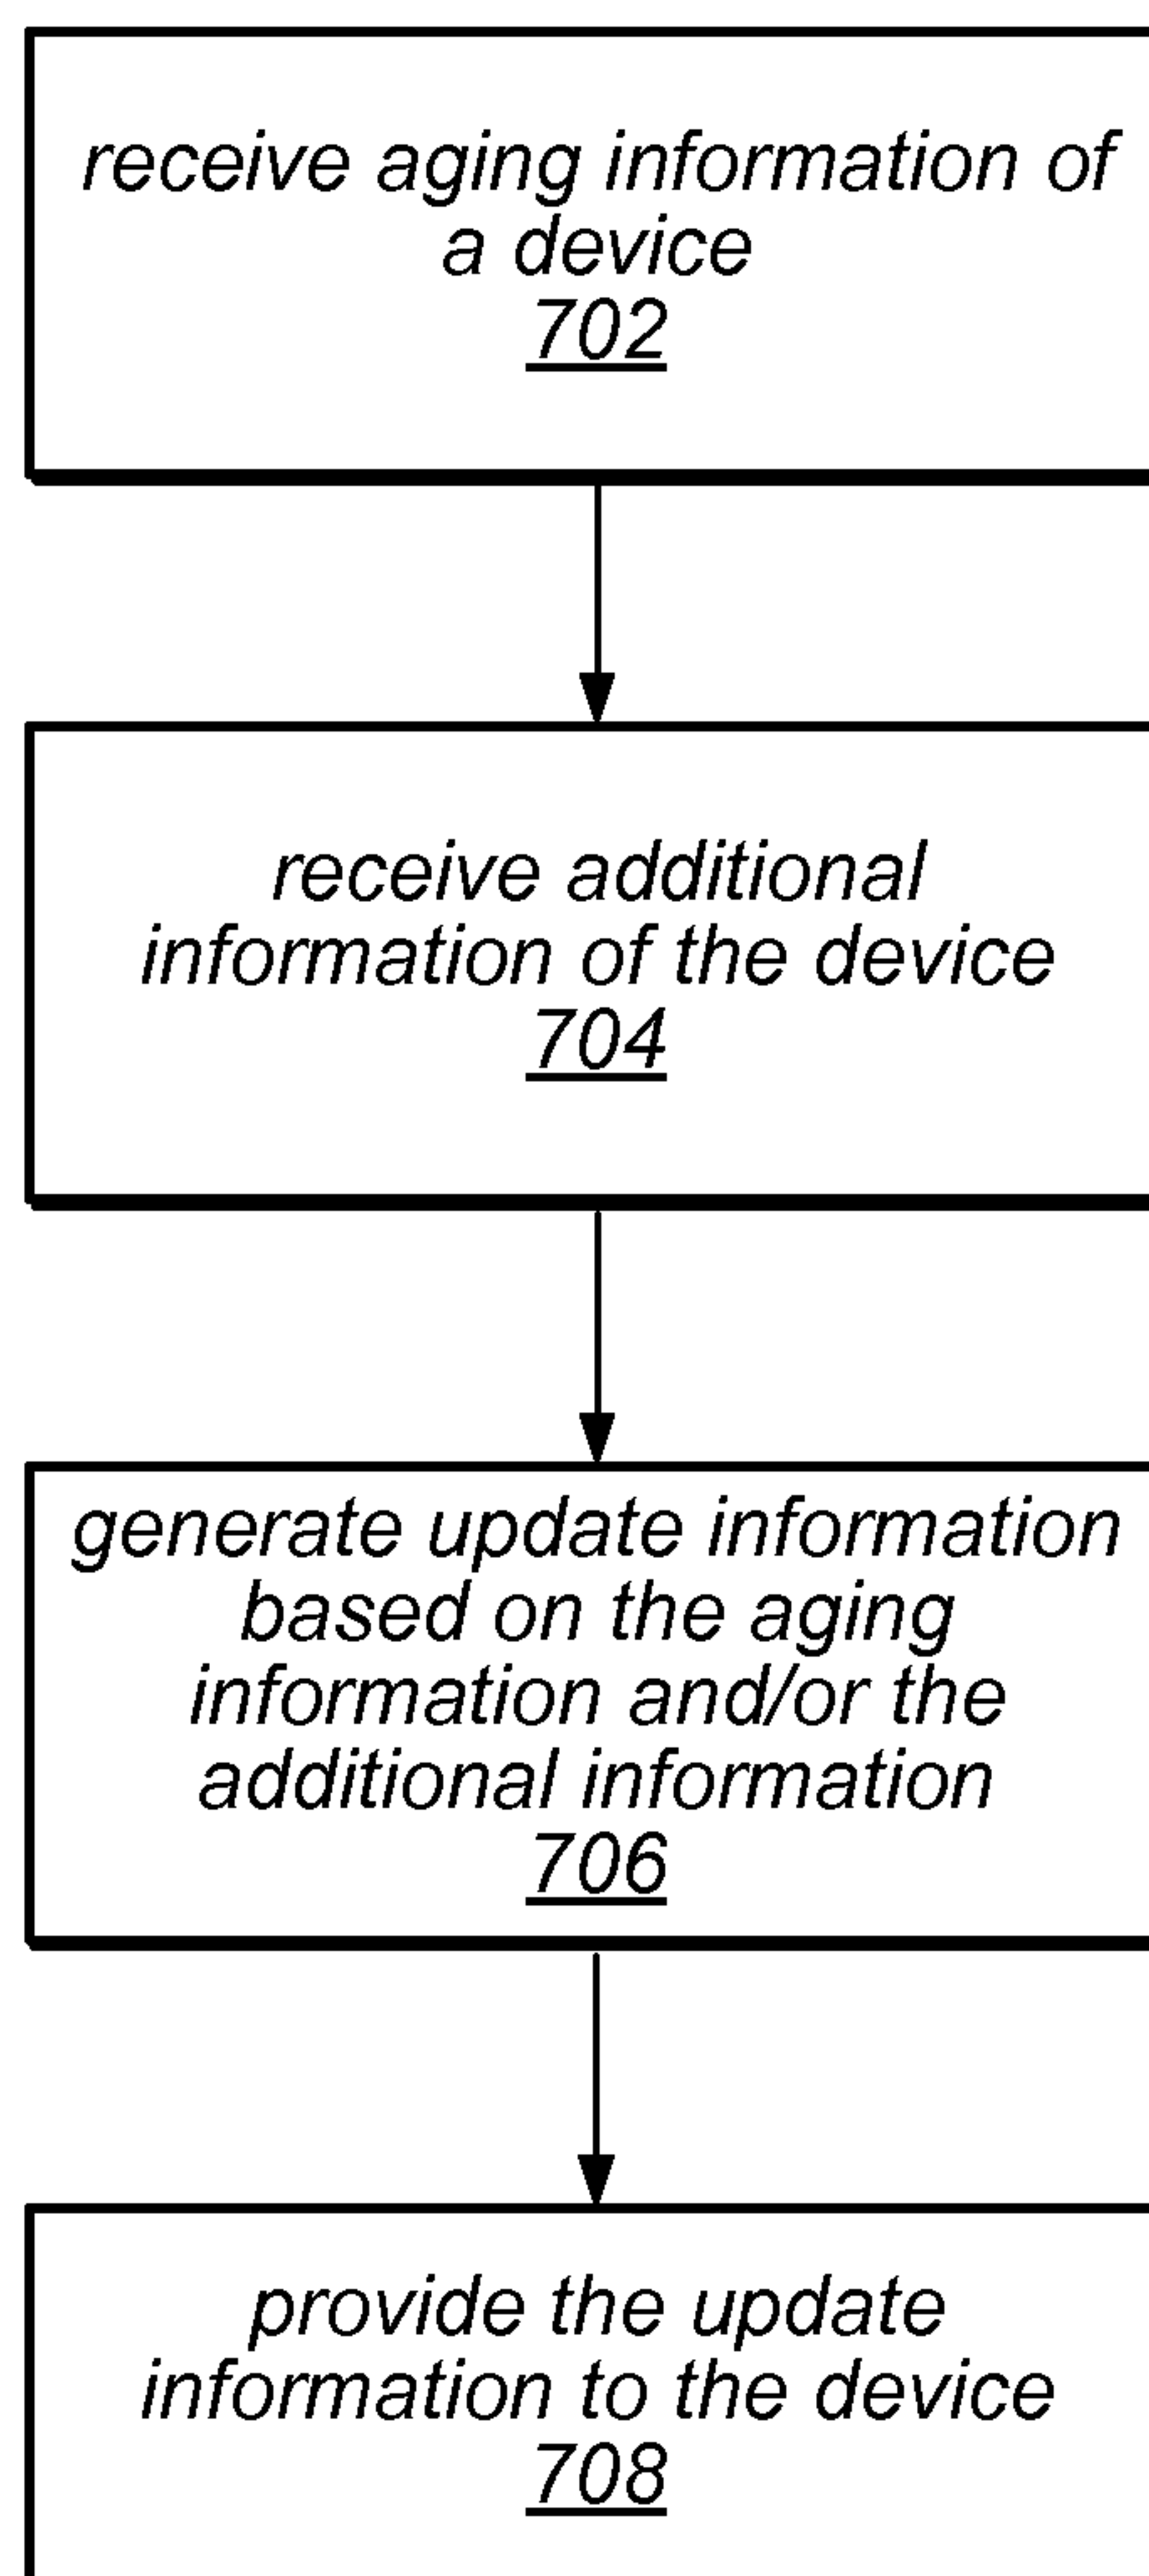 receive aging information of
a device
702
receive additional
information of the device
704
generate update information
based on the aging
information and/or the
additional information
706
provide the update
information to the device
708